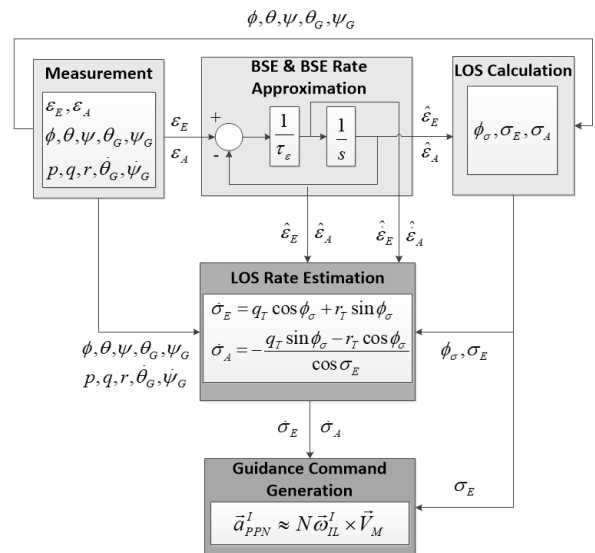 ϕ, θ, ψ, θ_G, ψ_G
Measurement
ε_E, ε_A
ϕ, θ, ψ, θ_G, ψ_G
p, q, r, θ̇_G, ψ̇_G
ε_E
ε_A
BSE & BSE Rate
Approximation
+
-
1/τ_ε
1/s
ε̂_E
ε̂_A
LOS Calculation
ϕ_σ, σ_E, σ_A
ε̂_E ε̂_A
ε̇̂_E ε̇̂_A
LOS Rate Estimation
σ̇_E = q_T cos ϕ_σ + r_T sin ϕ_σ
σ̇_A = -(q_T sin ϕ_σ - r_T cos ϕ_σ)/cos σ_E
ϕ, θ, ψ, θ_G, ψ_G
p, q, r, θ̇_G, ψ̇_G
ϕ_σ, σ_E
σ̇_E σ̇_A
Guidance Command
Generation
a⃗^I_PPN ≈ Nω⃗^I_IL × V⃗_M
σ_E